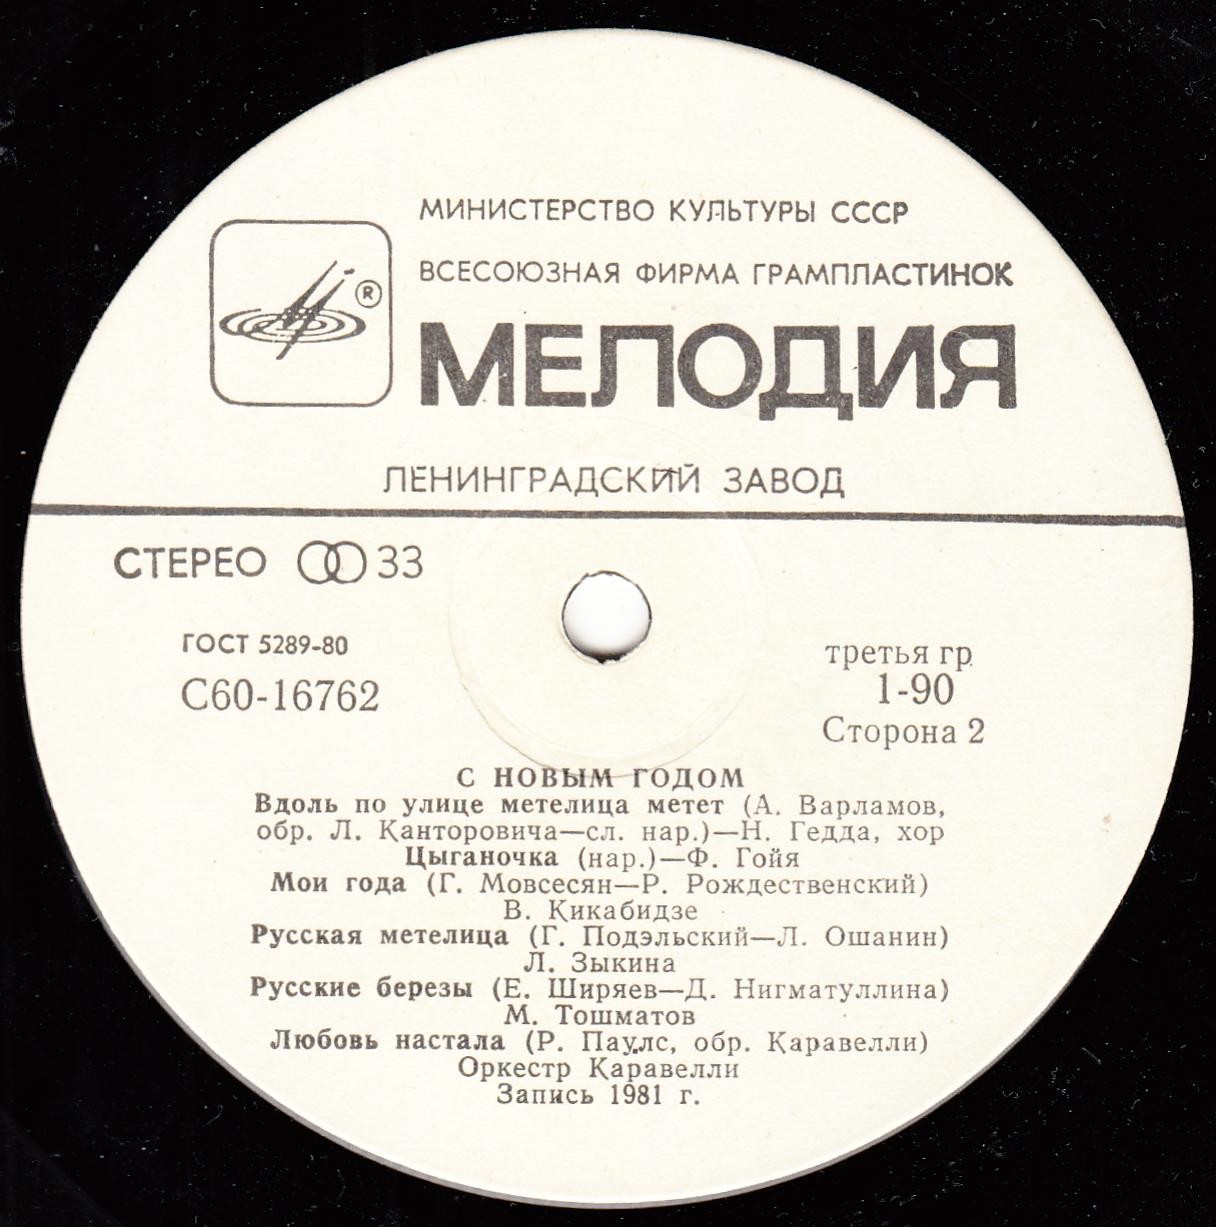 МИНИСТЕРСТВО КУЛЬТУРЫ СССР
ВСЕСОЮЗНАЯ ФИРМА ГРАМПЛАСТИНОК
®
МЕЛОДИЯ
ЛЕНИНГРАДСКИЙ ЗАВОД
СТЕРЕО 33
ГОСТ 5289-80
С60-16762
третья гр.
1-90
Сторона 2
С НОВЫМ ГОДОМ
Вдоль по улице метелица метет (А. Варламов,
обр. Л. Канторовича—сл. нар.)—Н. Гедда, хор
Цыганочка (нар.)—Ф. Гойя
Мои года (Г. Мовсесян—Р. Рождественский)
В. Кикабидзе
Русская метелица (Г. Подэльский—Л. Ошанин)
Л. Зыкина
Русские березы (Е. Ширяев—Д. Нигматуллина)
М. Тошматов
Любовь настала (Р. Паулс, обр. Каравелли)
Оркестр Каравелли
Запись 1981 г.